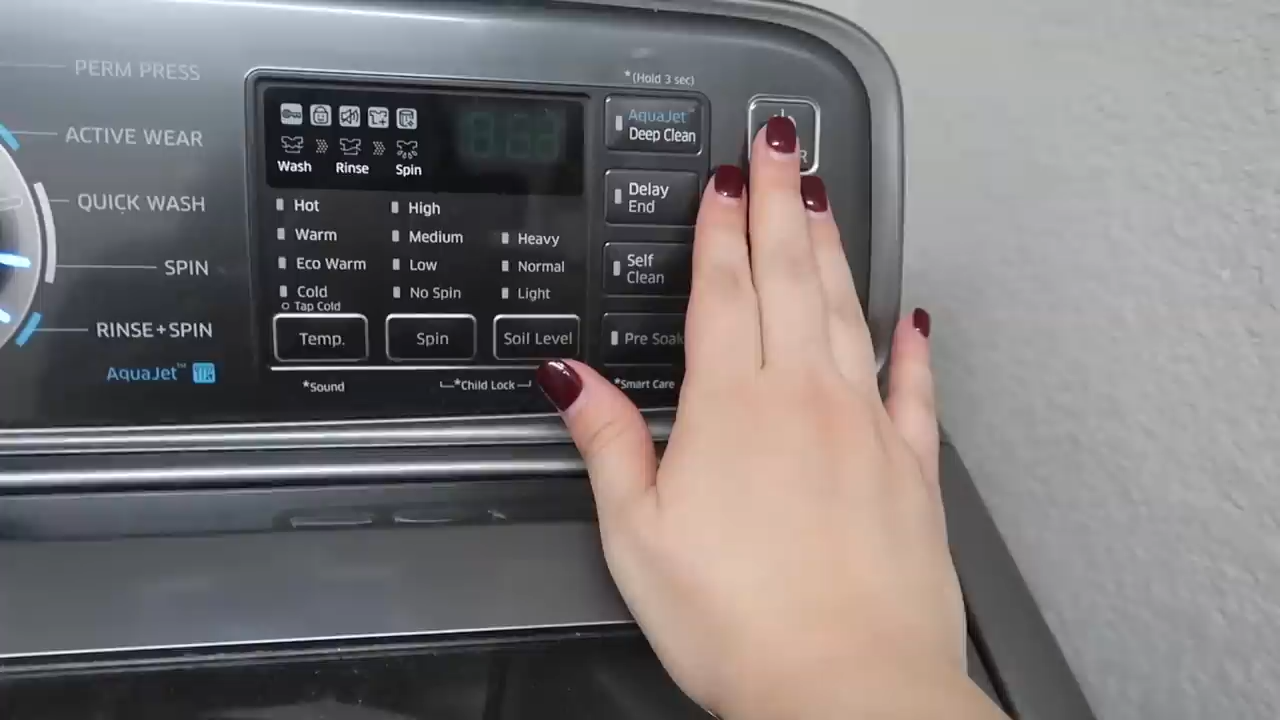 PERM PRESS
ACTIVE WEAR
QUICK WASH
SPIN
RINSE+SPIN
AquaJet™
Wash
Rinse
Spin
Hot
Warm
Eco Warm
Cold
Tap Cold
High
Medium
Low
No Spin
Heavy
Normal
Light
Temp.
Spin
Soil Level
*Sound
*Child Lock
*Smart Care
*(Hold 3 sec)
AquaJet™
Deep Clean
Delay
End
Self
Clean
Pre Soak